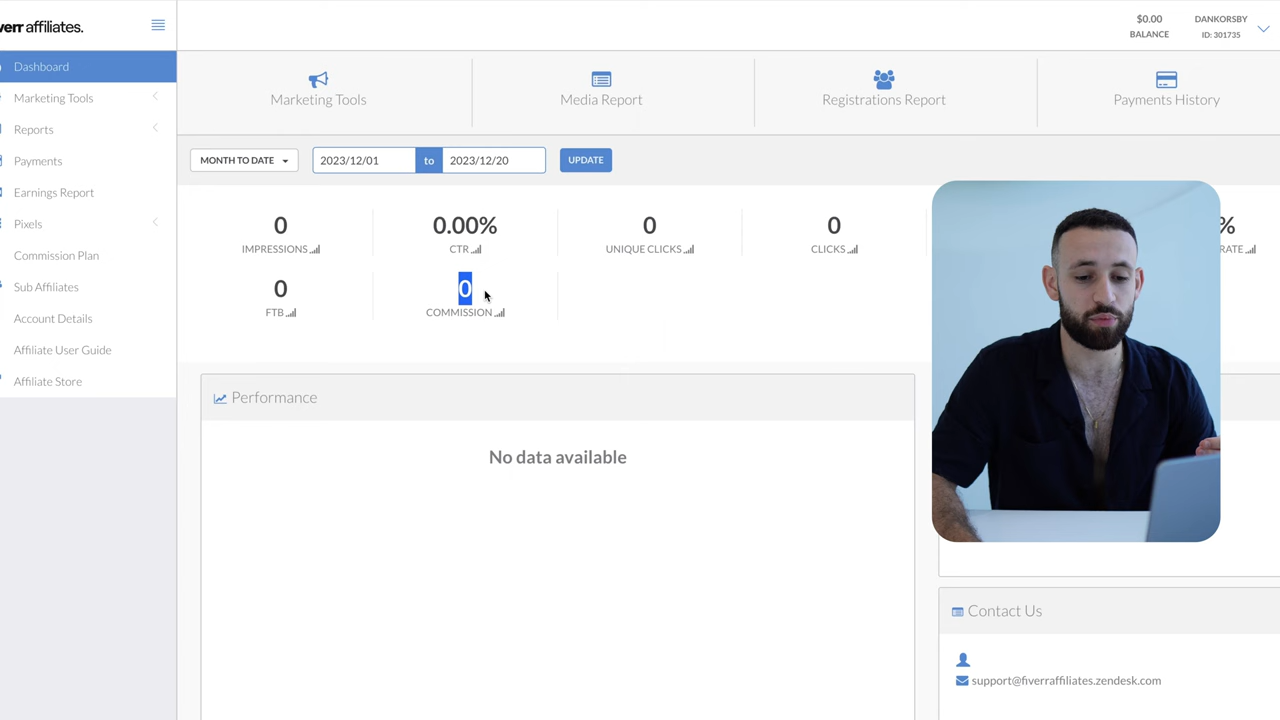 verr affiliates.
$0.00
BALANCE
DANKORSBY
ID: 301735
Dashboard
Marketing Tools
Reports
Payments
Earnings Report
Pixels
Commission Plan
Sub Affiliates
Account Details
Affiliate User Guide
Affiliate Store
Marketing Tools
Media Report
Registrations Report
Payments History
MONTH TO DATE
2023/12/01
to
2023/12/20
UPDATE
0
IMPRESSIONS
0.00%
CTR
0
UNIQUE CLICKS
0
CLICKS
%
RATE
0
FTB
0
COMMISSION
Performance
No data available
Contact Us
support@fiverraffiliates.zendesk.com